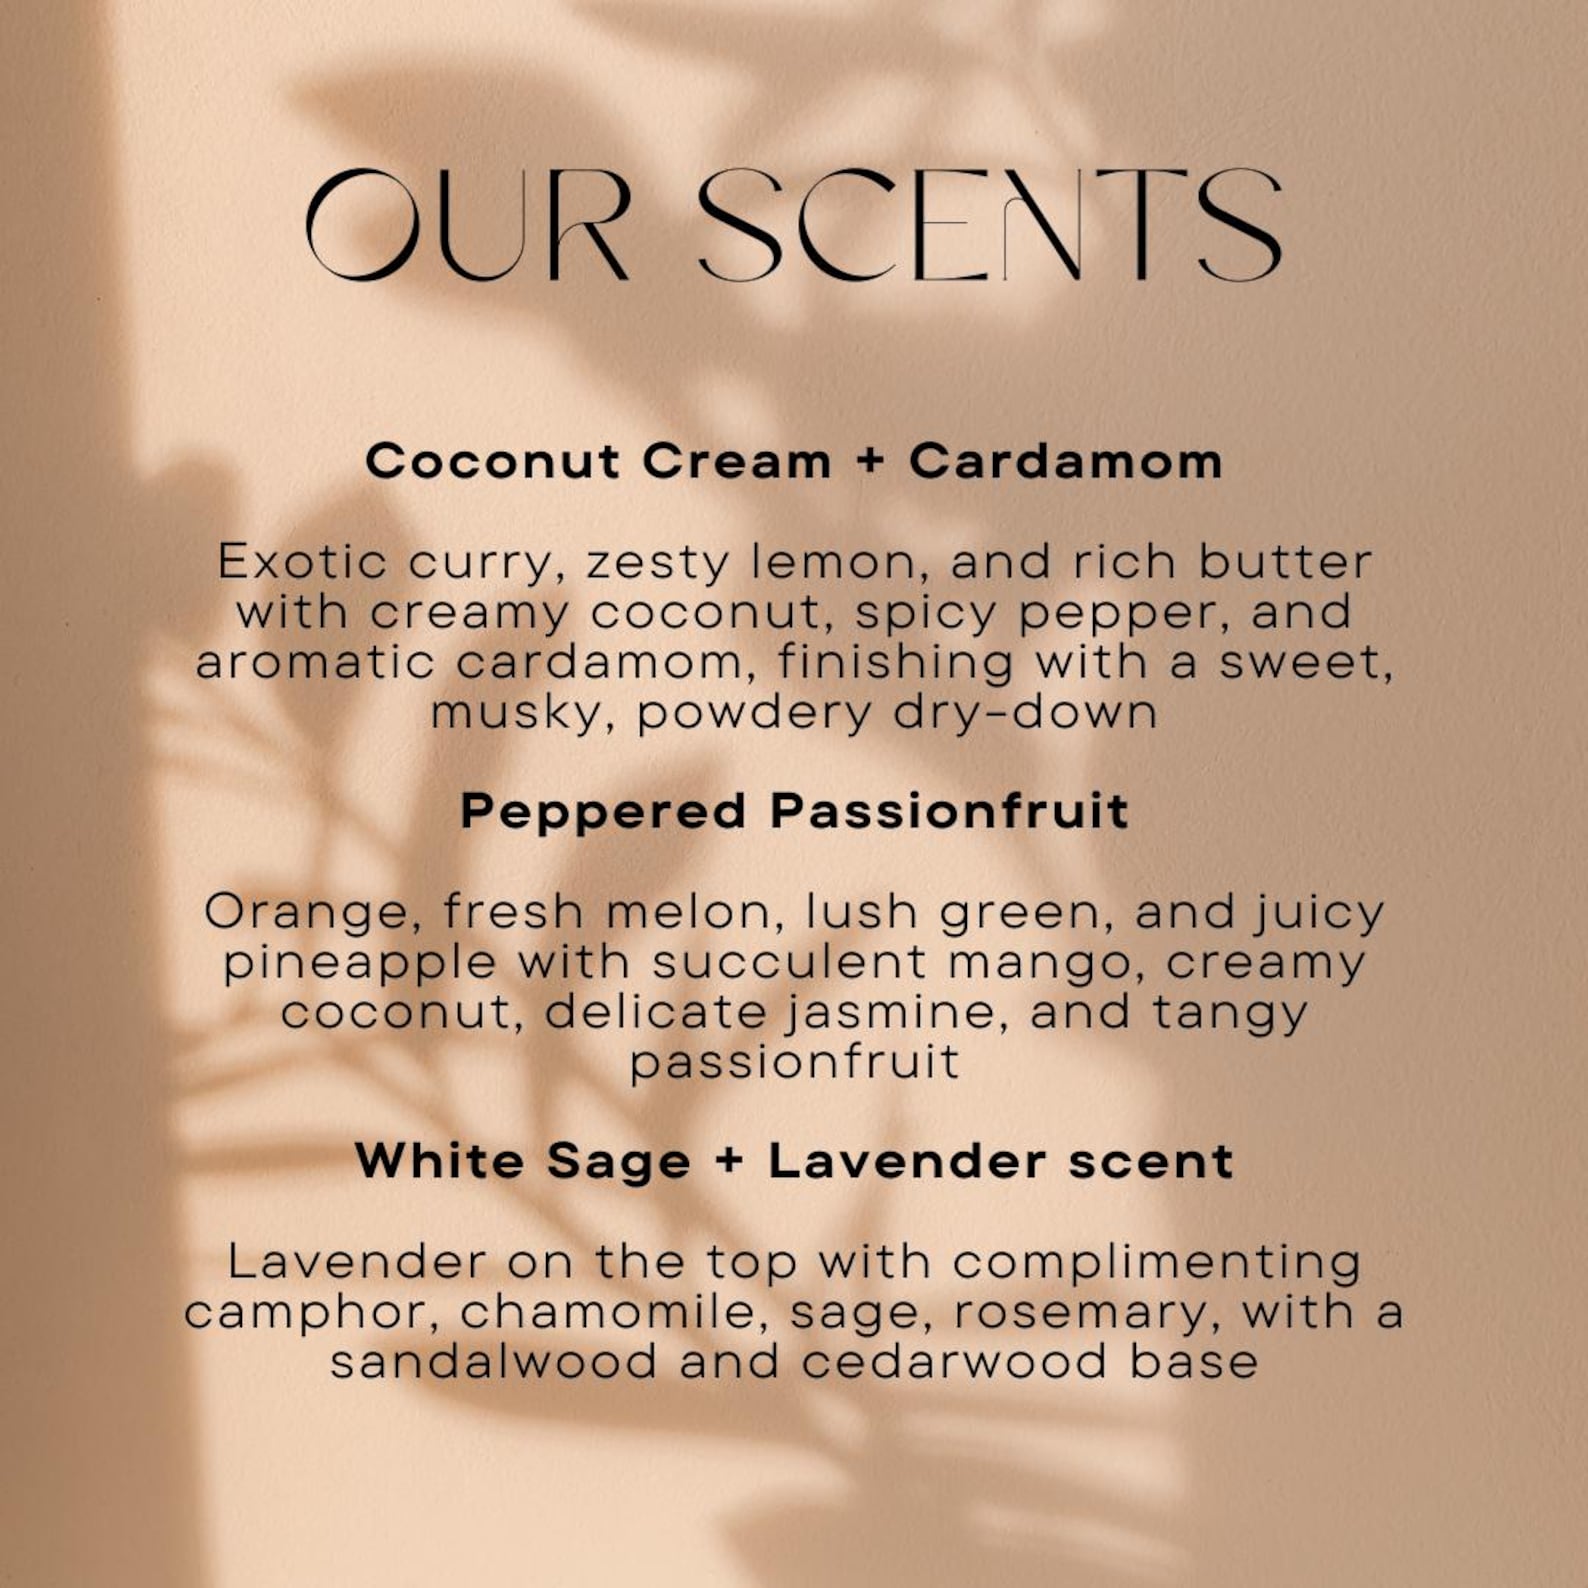 OUR SCENTS
Coconut Cream + Cardamom
Exotic curry, zesty lemon, and rich butter
with creamy coconut, spicy pepper, and
aromatic cardamom, finishing with a sweet,
musky, powdery dry-down
Peppered Passionfruit
Orange, fresh melon, lush green, and juicy
pineapple with succulent mango, creamy
coconut, delicate jasmine, and tangy
passionfruit
White Sage + Lavender scent
Lavender on the top with complimenting
camphor, chamomile, sage, rosemary, with a
sandalwood and cedarwood base